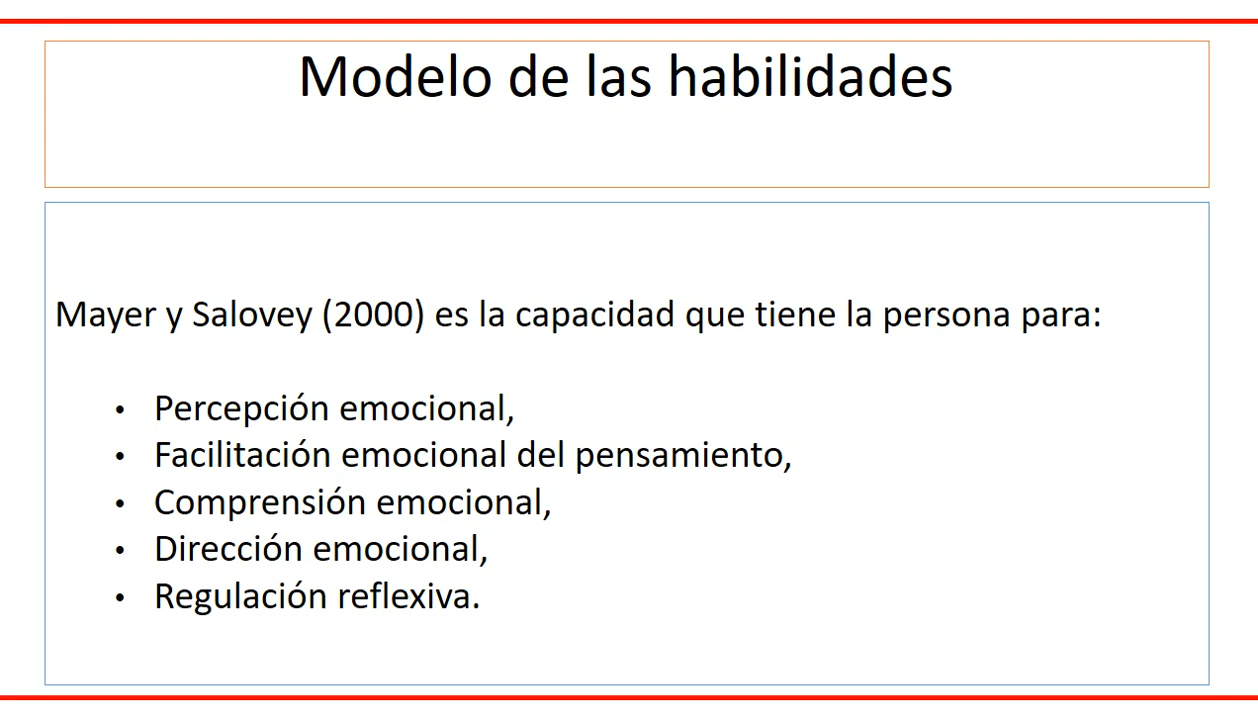 Modelo de las habilidades
Mayer y Salovey (2000) es la capacidad que tiene la persona para:
• Percepción emocional,
• Facilitación emocional del pensamiento,
• Comprensión emocional,
• Dirección emocional,
• Regulación reflexiva.